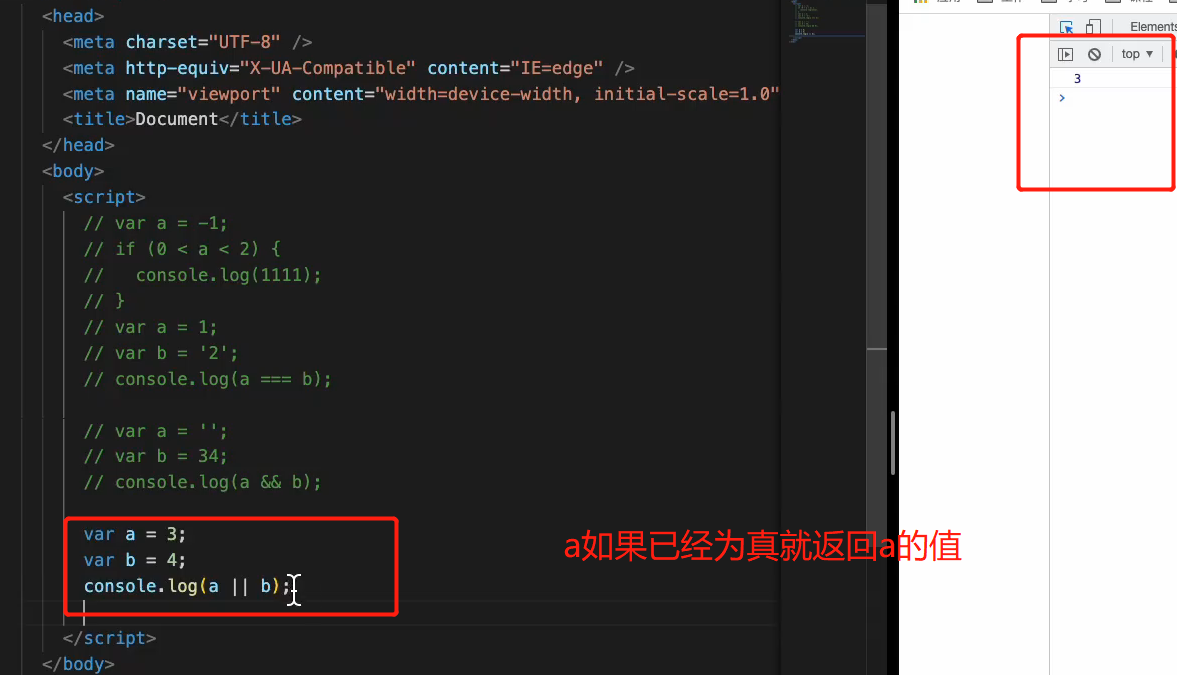 <head>
<meta charset="UTF-8" />
<meta http-equiv="X-UA-Compatible" content="IE=edge" />
<meta name="viewport" content="width=device-width, initial-scale=1.0"
<title>Document</title>
</head>
<body>
<script>
// var a = -1;
// if (0 < a < 2) {
//   console.log(1111);
// }
// var a = 1;
// var b = '2';
// console.log(a === b);
// var a = '';
// var b = 34;
// console.log(a && b);
var a = 3;
var b = 4;
console.log(a || b);
</script>
</body>
a如果已经为真就返回a的值
Elements
top
3